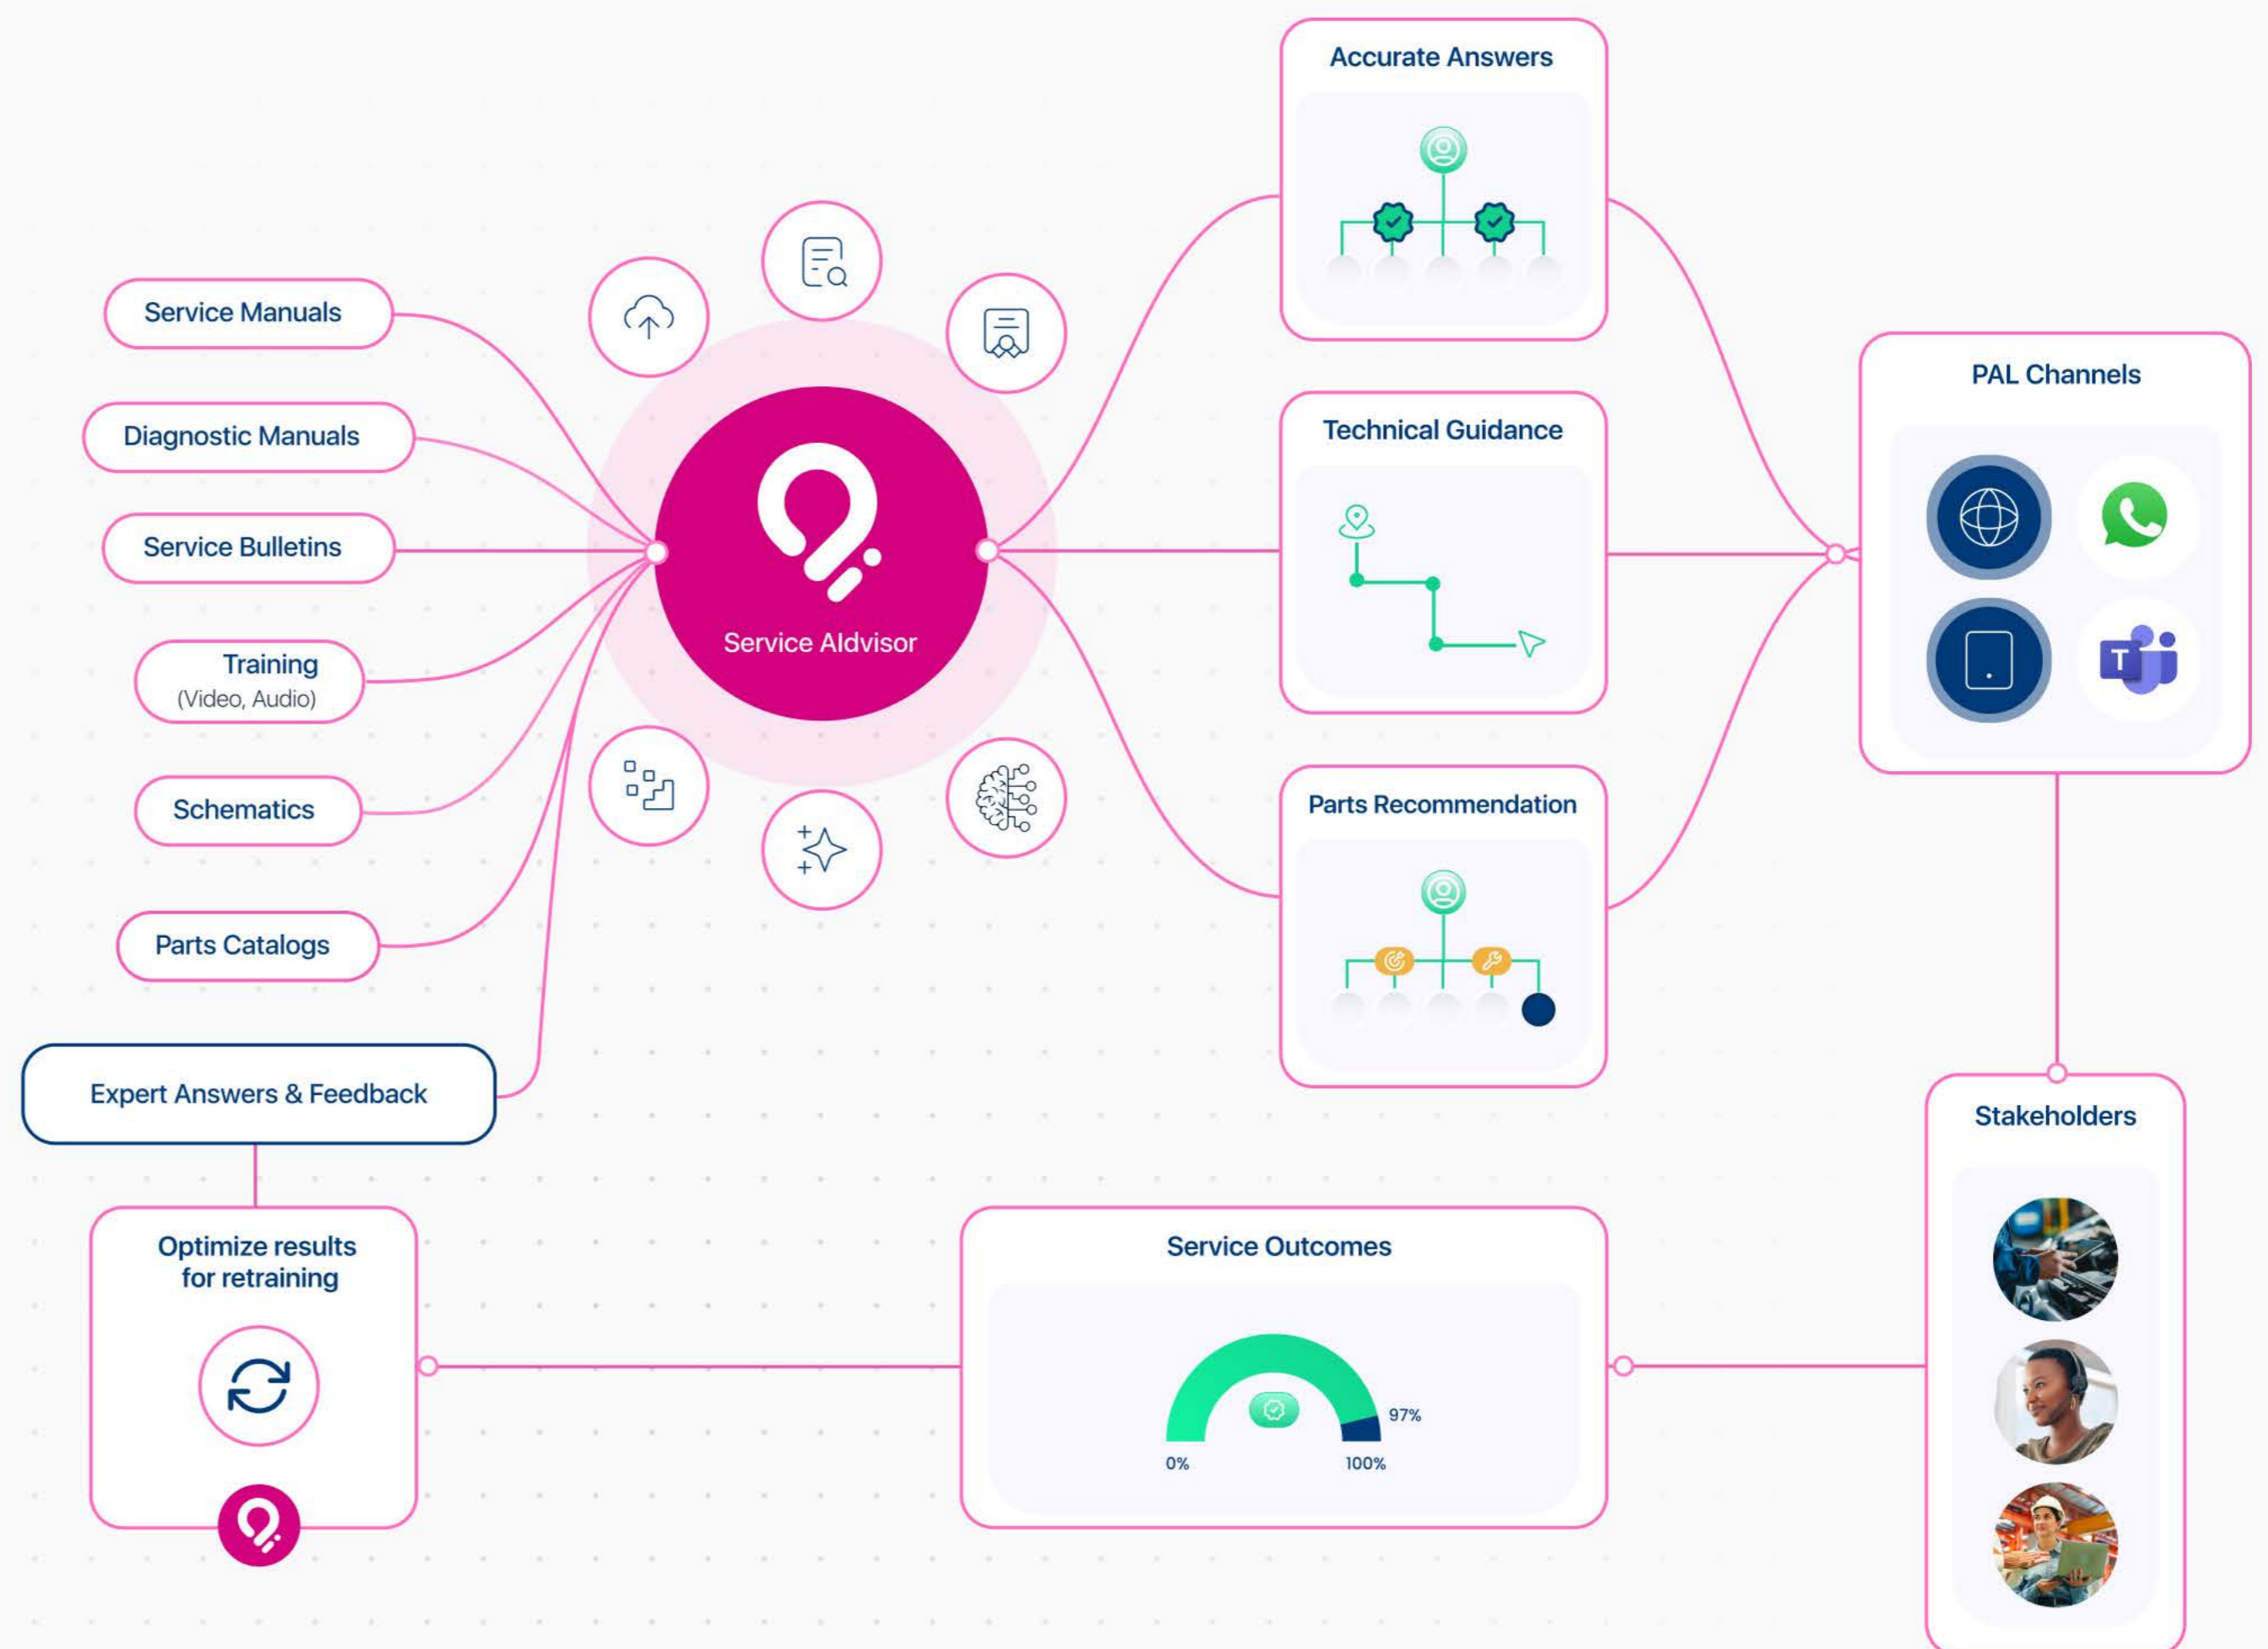 Service Manuals
Diagnostic Manuals
Service Bulletins
Training
(Video, Audio)
Schematics
Parts Catalogs
Expert Answers & Feedback
Optimize results
for retraining
Service AIdvisor
Accurate Answers
Technical Guidance
Parts Recommendation
PAL Channels
T
Stakeholders
Service Outcomes
97%
0%
100%